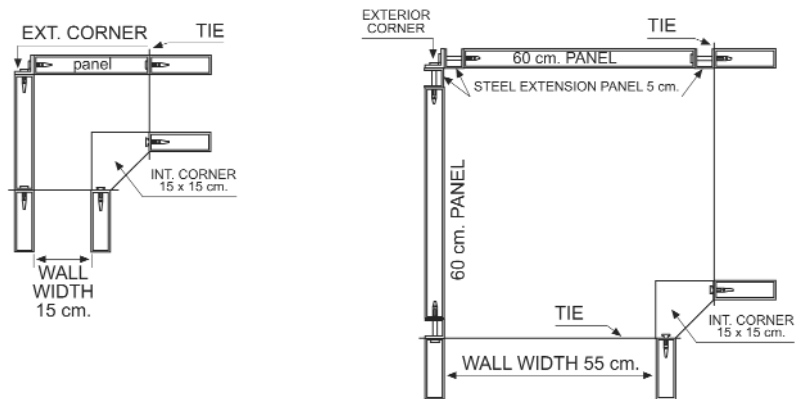 EXT. CORNER
TIE
panel
INT. CORNER
15 x 15 cm.
WALL
WIDTH
15 cm.
EXTERIOR
CORNER
TIE
60 cm. PANEL
STEEL EXTENSION PANEL 5 cm.
60 cm. PANEL
TIE
INT. CORNER
15 x 15 cm.
WALL WIDTH 55 cm.